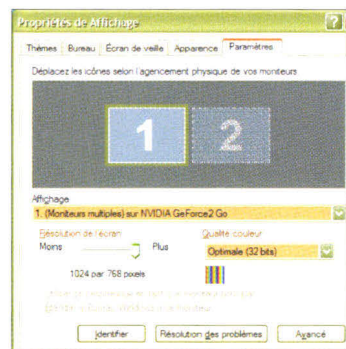 Propriétés de Affichage
Thèmes Bureau Écran de veille Apparence Paramètres
Déplacez les icônes selon l'agencement physique de vos moniteurs
1 2
Affichage
1. (Moniteurs multiples) sur NVIDIA GeForce2 Go
Résolution de l'écran Qualité couleur
Moins Plus Optimale (32 bits)
1024 par 768 pixels
Identifier Résolution des problèmes Avancé